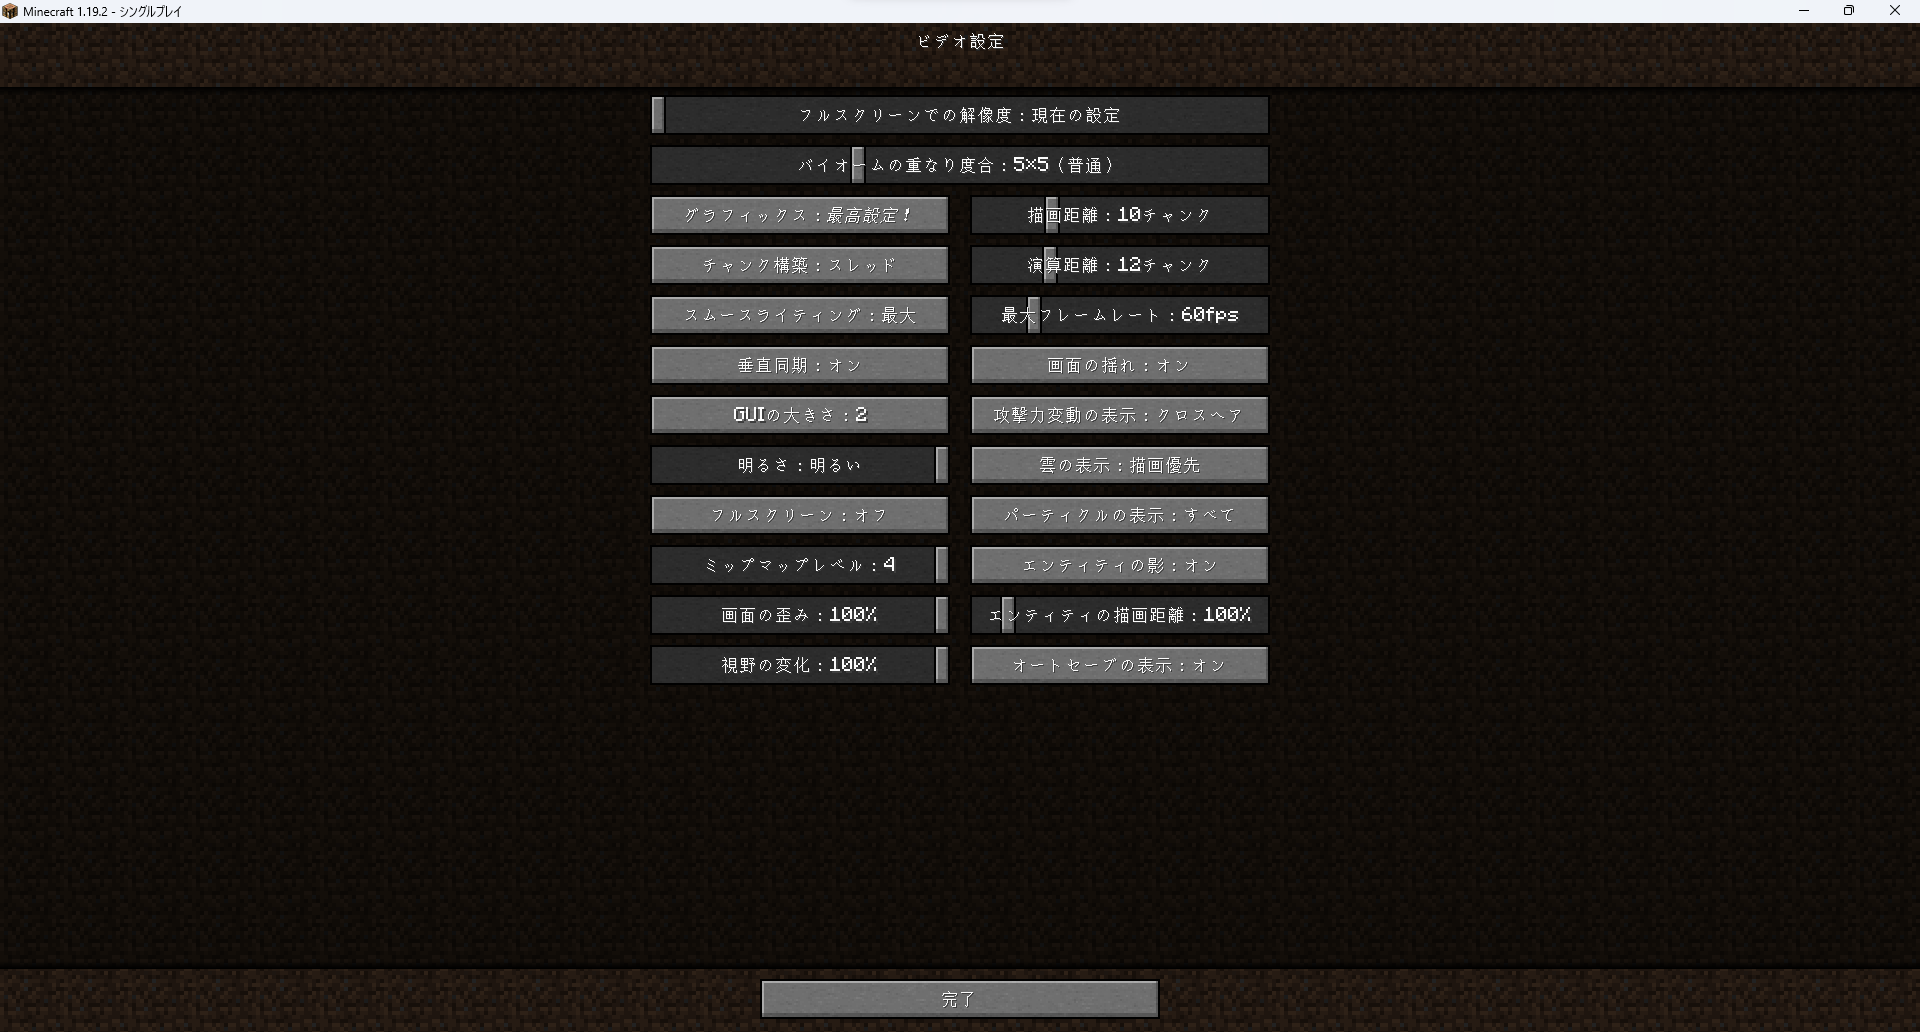 Minecraft 1.19.2 - シングルプレイ
ビデオ設定
フルスクリーンでの解像度：現在の設定
バイオームの重なり度合：5×5（普通）
グラフィックス：最高設定！
描画距離：10チャンク
チャンク構築：スレッド
演算距離：12チャンク
スムースライティング：最大
最大フレームレート：60fps
垂直同期：オン
画面の揺れ：オン
GUIの大きさ：2
攻撃力変動の表示：クロスヘア
明るさ：明るい
雲の表示：描画優先
フルスクリーン：オフ
パーティクルの表示：すべて
ミップマップレベル：4
エンティティの影：オン
画面の歪み：100%
エンティティの描画距離：100%
視野の変化：100%
オートセーブの表示：オン
完了